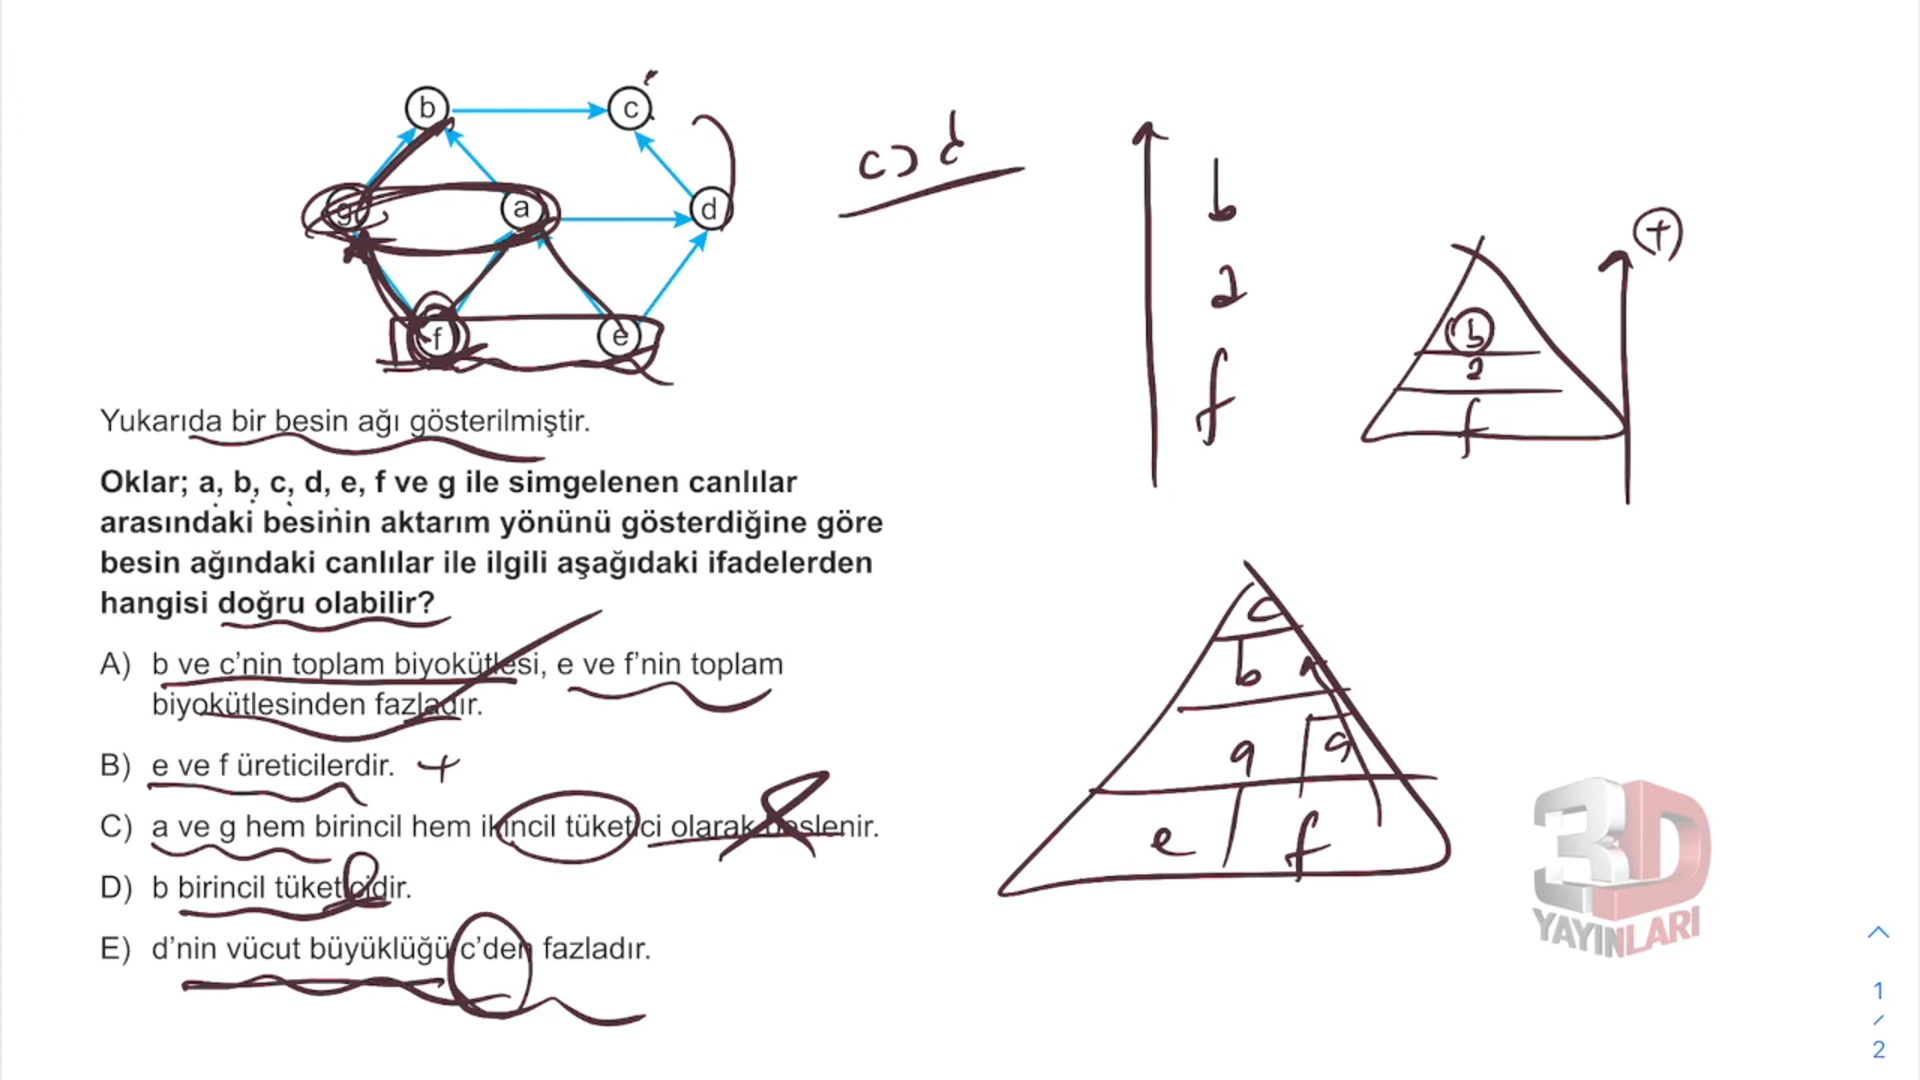 b
c
c > d
b
g
a
d
a
+
b
a
f
e
f
f
Yukarıda bir besin ağı gösterilmiştir.
Oklar; a, b, c, d, e, f ve g ile simgelenen canlılar
arasındaki besinin aktarım yönünü gösterdiğine göre
besin ağındaki canlılar ile ilgili aşağıdaki ifadelerden
hangisi doğru olabilir?
A) b ve c'nin toplam biyokütlesi, e ve f'nin toplam
biyokütlesinden fazladır.
B) e ve f üreticilerdir. +
C) a ve g hem birincil hem ikincil tüketici olarak beslenir.
D) b birincil tüketicidir.
E) d'nin vücut büyüklüğü c'den fazladır.
c
b
g
a
e
f
3D
YAYINLARI
1
/
2